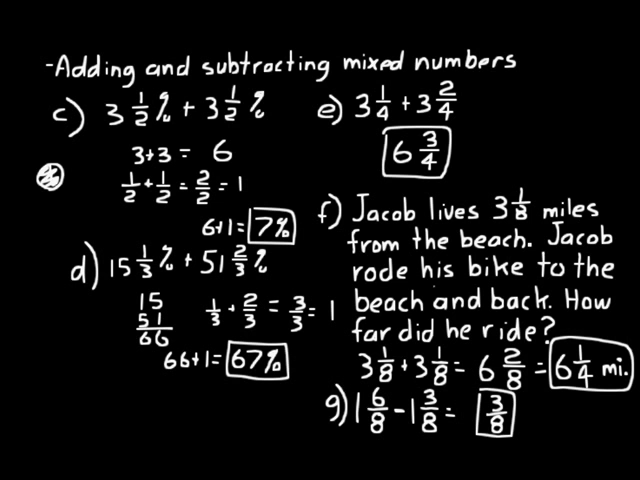 -Adding and subtracting mixed numbers
c) 3 1/2 % + 3 1/2 %
3+3 = 6
1/2 + 1/2 = 2/2 = 1
6+1= 7%
d) 15 1/3 % + 51 2/3 %
15
51
66
1/3 + 2/3 = 3/3 = 1
66+1= 67%
e) 3 1/4 + 3 2/4
6 3/4
f) Jacob lives 3 1/8 miles
from the beach. Jacob
rode his bike to the
beach and back. How
far did he ride?
3 1/8 + 3 1/8 = 6 2/8 = 6 1/4 mi.
g) 1 6/8 - 1 3/8 = 3/8